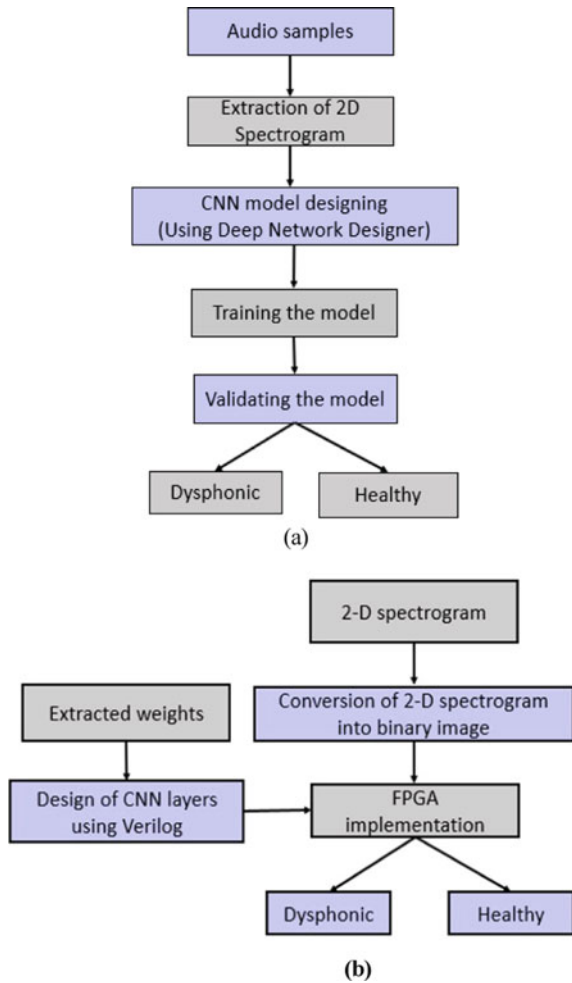 Audio samples
Extraction of 2D
Spectrogram
CNN model designing
(Using Deep Network Designer)
Training the model
Validating the model
Dysphonic
Healthy
(a)
2-D spectrogram
Extracted weights
Conversion of 2-D spectrogram
into binary image
Design of CNN layers
using Verilog
FPGA
implementation
Dysphonic
Healthy
(b)